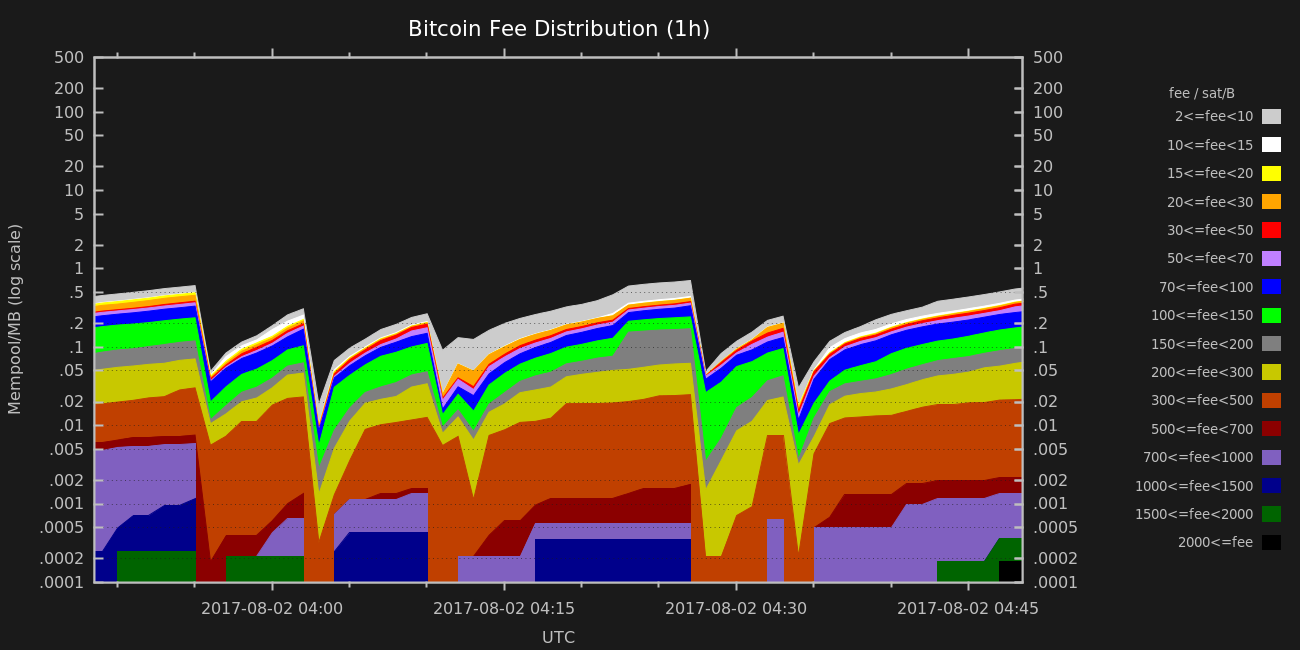 Bitcoin Fee Distribution (1h)
Mempool/MB (log scale)
500
200
100
50
20
10
5
2
1
.5
.2
.1
.05
.02
.01
.005
.002
.001
.0005
.0002
.0001
500
200
100
50
20
10
5
2
1
.5
.2
.1
.05
.02
.01
.005
.002
.001
.0005
.0002
.0001
2017-08-02 04:00
2017-08-02 04:15
2017-08-02 04:30
2017-08-02 04:45
UTC
fee / sat/B
2<=fee<10
10<=fee<15
15<=fee<20
20<=fee<30
30<=fee<50
50<=fee<70
70<=fee<100
100<=fee<150
150<=fee<200
200<=fee<300
300<=fee<500
500<=fee<700
700<=fee<1000
1000<=fee<1500
1500<=fee<2000
2000<=fee